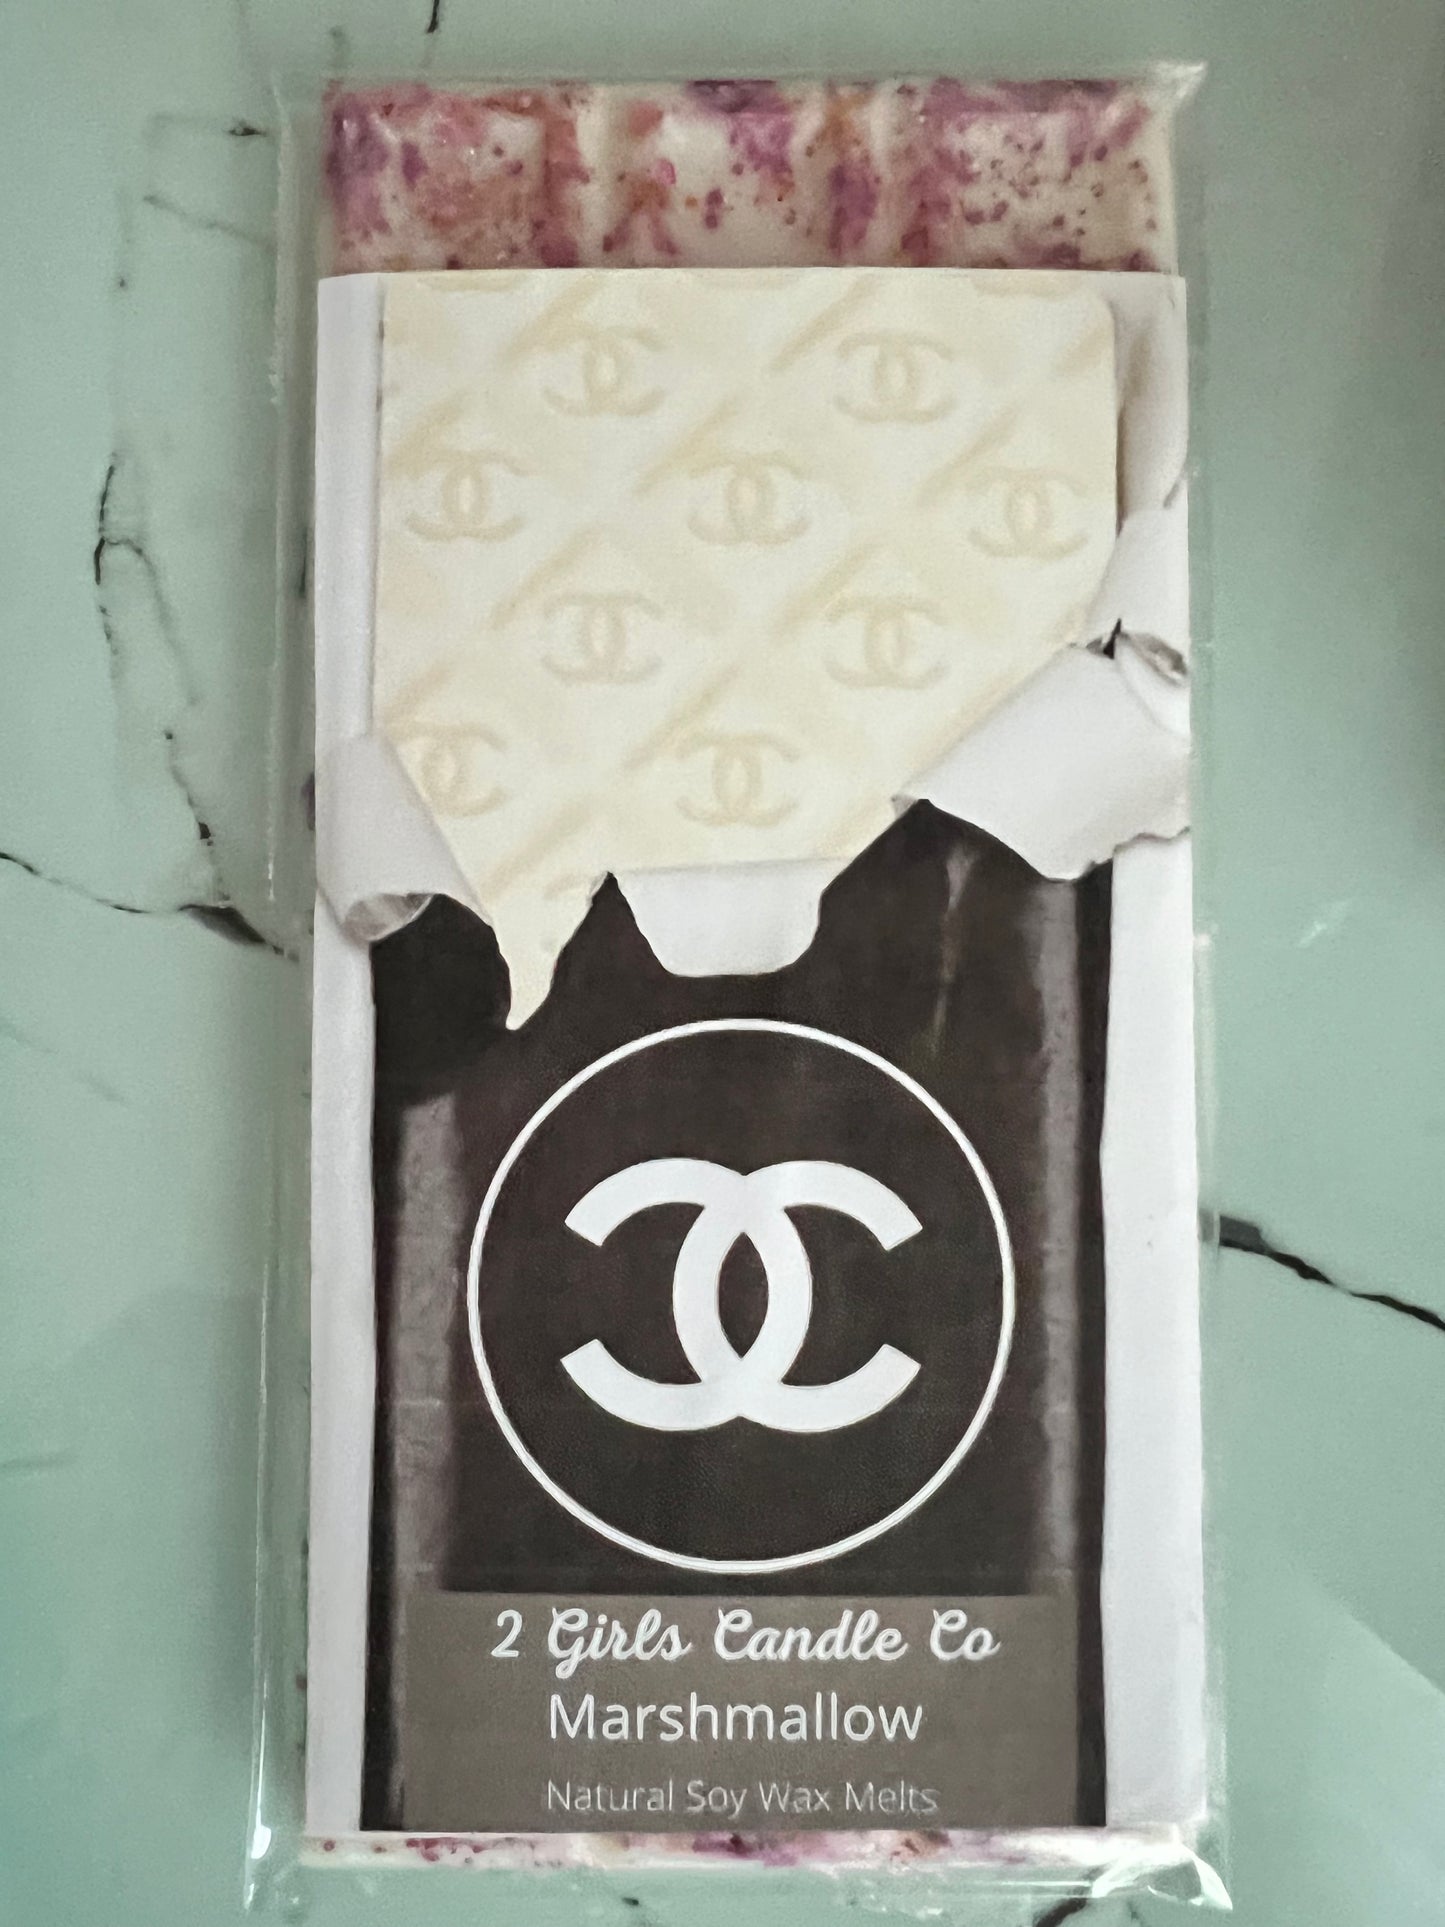 2 Girls Candle Co
Marshmallow
Natural Soy Wax Melts